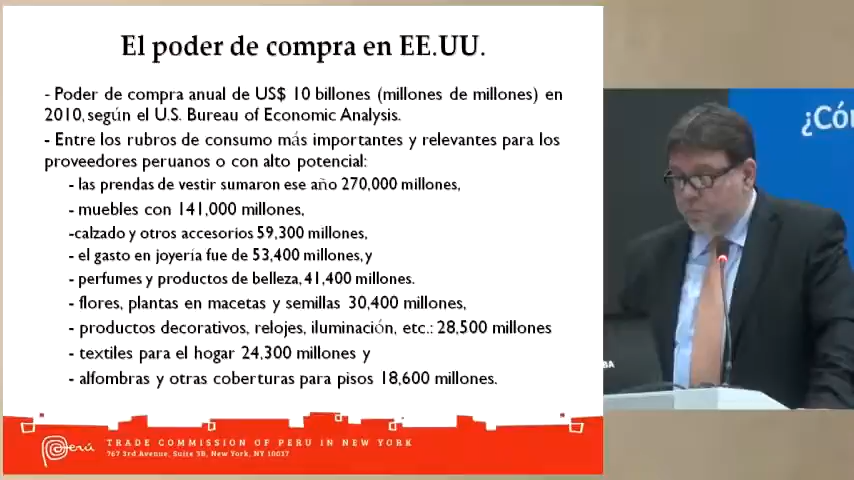 El poder de compra en EE.UU.
- Poder de compra anual de US$ 10 billones (millones de millones) en
2010, según el U.S. Bureau of Economic Analysis.
- Entre los rubros de consumo más importantes y relevantes para los
proveedores peruanos o con alto potencial:
- las prendas de vestir sumaron ese año 270,000 millones,
- muebles con 141,000 millones,
-calzado y otros accesorios 59,300 millones,
- el gasto en joyería fue de 53,400 millones, y
- perfumes y productos de belleza, 41,400 millones.
- flores, plantas en macetas y semillas 30,400 millones,
- productos decorativos, relojes, iluminación, etc.: 28,500 millones
- textiles para el hogar 24,300 millones y
- alfombras y otras coberturas para pisos 18,600 millones.
Perú
TRADE COMMISSION OF PERU IN NEW YORK
767 3rd Avenue, Suite 3B, New York, NY 10017
¿Có
BA